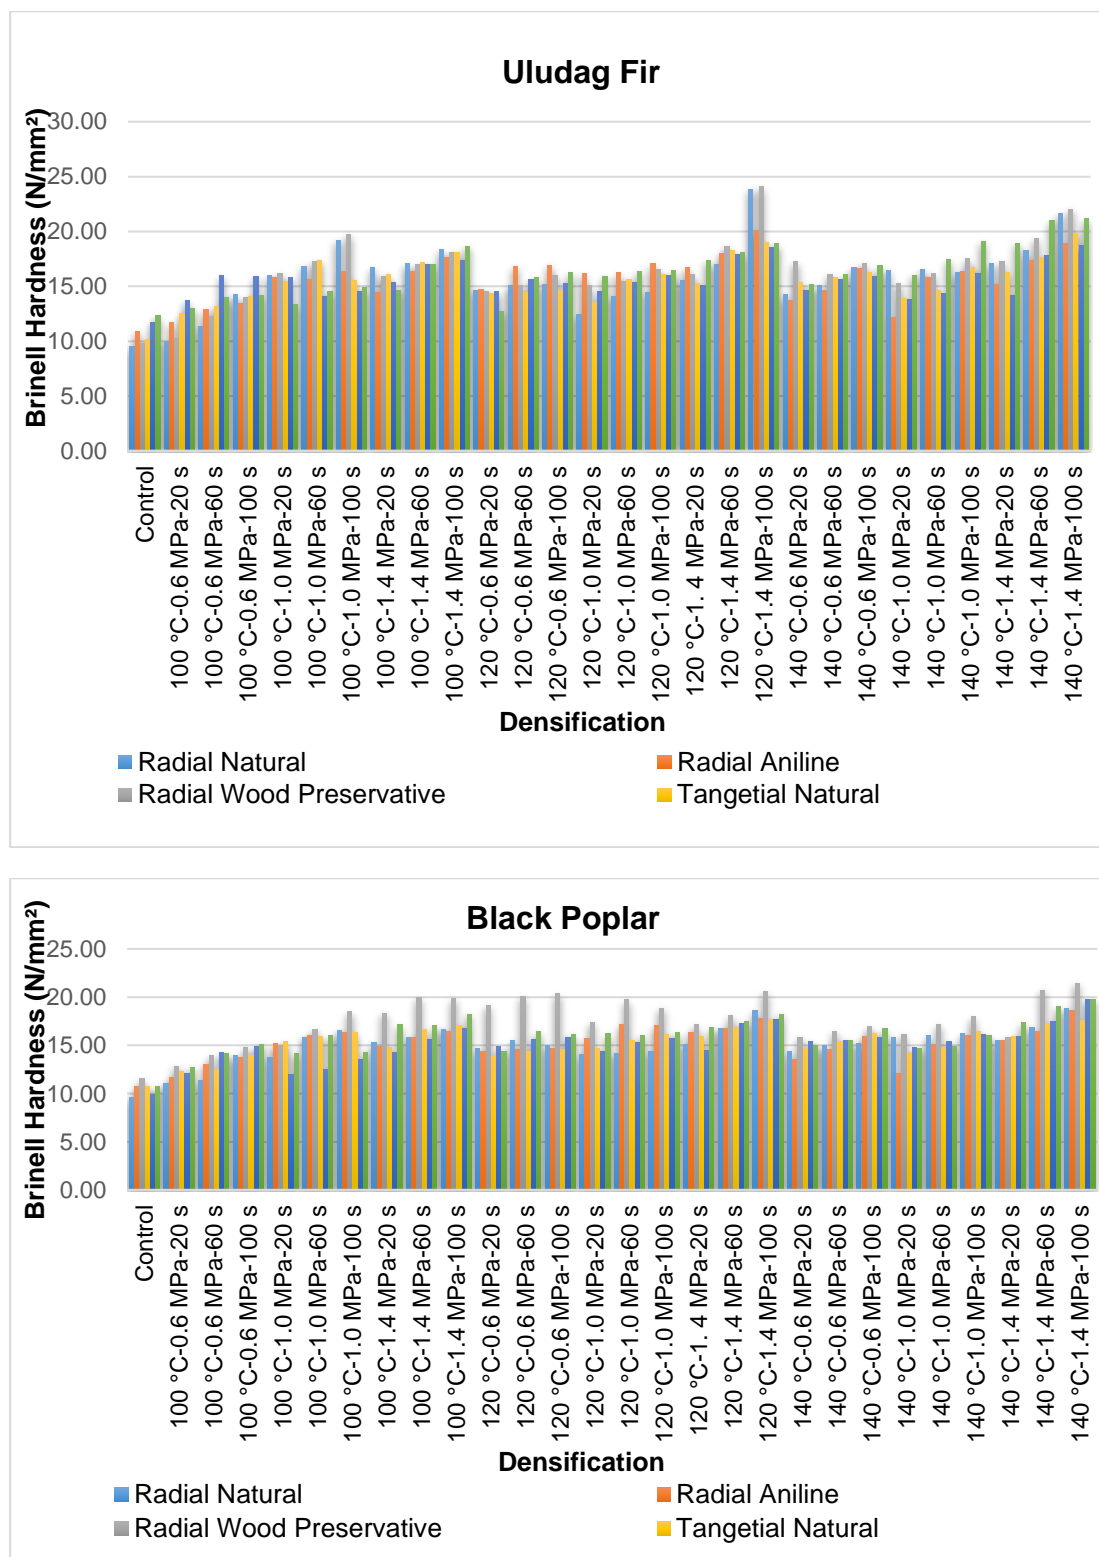 Uludag Fir
Brinell Hardness (N/mm²)
30.00
25.00
20.00
15.00
10.00
5.00
0.00
Control
100 °C-0.6 MPa-20 s
100 °C-0.6 MPa-60 s
100 °C-0.6 MPa-100 s
100 °C-1.0 MPa-20 s
100 °C-1.0 MPa-60 s
100 °C-1.0 MPa-100 s
100 °C-1.4 MPa-20 s
100 °C-1.4 MPa-60 s
100 °C-1.4 MPa-100 s
120 °C-0.6 MPa-20 s
120 °C-0.6 MPa-60 s
120 °C-0.6 MPa-100 s
120 °C-1.0 MPa-20 s
120 °C-1.0 MPa-60 s
120 °C-1.0 MPa-100 s
120 °C-1. 4 MPa-20 s
120 °C-1.4 MPa-60 s
120 °C-1.4 MPa-100 s
140 °C-0.6 MPa-20 s
140 °C-0.6 MPa-60 s
140 °C-0.6 MPa-100 s
140 °C-1.0 MPa-20 s
140 °C-1.0 MPa-60 s
140 °C-1.0 MPa-100 s
140 °C-1.4 MPa-20 s
140 °C-1.4 MPa-60 s
140 °C-1.4 MPa-100 s
Densification
Radial Natural
Radial Aniline
Radial Wood Preservative
Tangetial Natural
Black Poplar
Brinell Hardness (N/mm²)
25.00
20.00
15.00
10.00
5.00
0.00
Control
100 °C-0.6 MPa-20 s
100 °C-0.6 MPa-60 s
100 °C-0.6 MPa-100 s
100 °C-1.0 MPa-20 s
100 °C-1.0 MPa-60 s
100 °C-1.0 MPa-100 s
100 °C-1.4 MPa-20 s
100 °C-1.4 MPa-60 s
100 °C-1.4 MPa-100 s
120 °C-0.6 MPa-20 s
120 °C-0.6 MPa-60 s
120 °C-0.6 MPa-100 s
120 °C-1.0 MPa-20 s
120 °C-1.0 MPa-60 s
120 °C-1.0 MPa-100 s
120 °C-1. 4 MPa-20 s
120 °C-1.4 MPa-60 s
120 °C-1.4 MPa-100 s
140 °C-0.6 MPa-20 s
140 °C-0.6 MPa-60 s
140 °C-0.6 MPa-100 s
140 °C-1.0 MPa-20 s
140 °C-1.0 MPa-60 s
140 °C-1.0 MPa-100 s
140 °C-1.4 MPa-20 s
140 °C-1.4 MPa-60 s
140 °C-1.4 MPa-100 s
Densification
Radial Natural
Radial Aniline
Radial Wood Preservative
Tangetial Natural